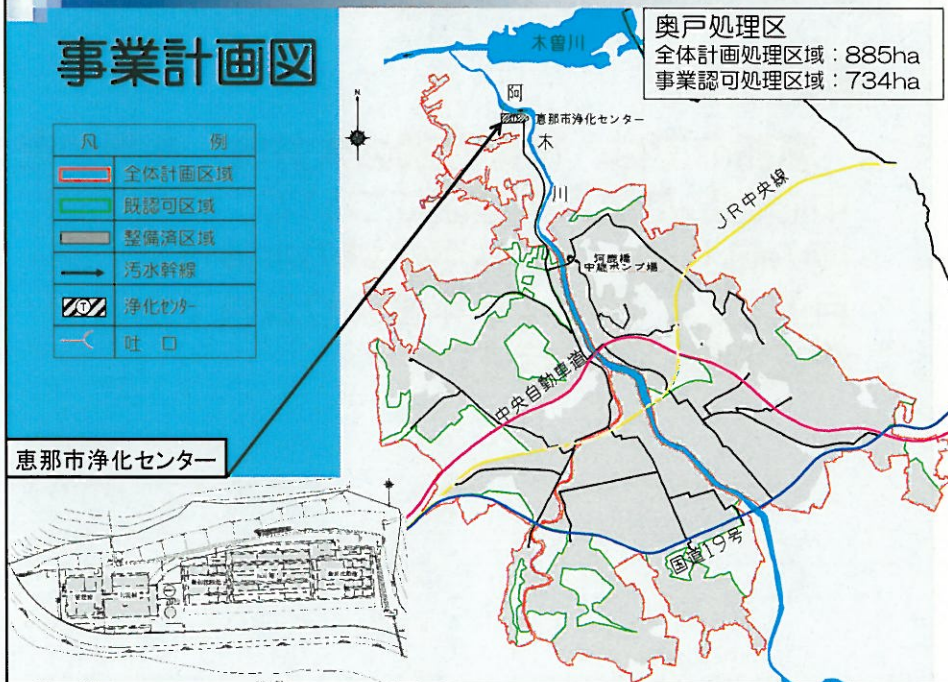 事業計画図
凡 例
全体計画区域
既認可区域
整備済区域
汚水幹線
T 浄化センター
吐 口
奥戸処理区
全体計画処理区域:885ha
事業認可処理区域:734ha
木曽川
N
阿
木
川
恵那市浄化センター
JR中央線
中継ポンプ場
中央自動車道
国道19号
恵那市浄化センター